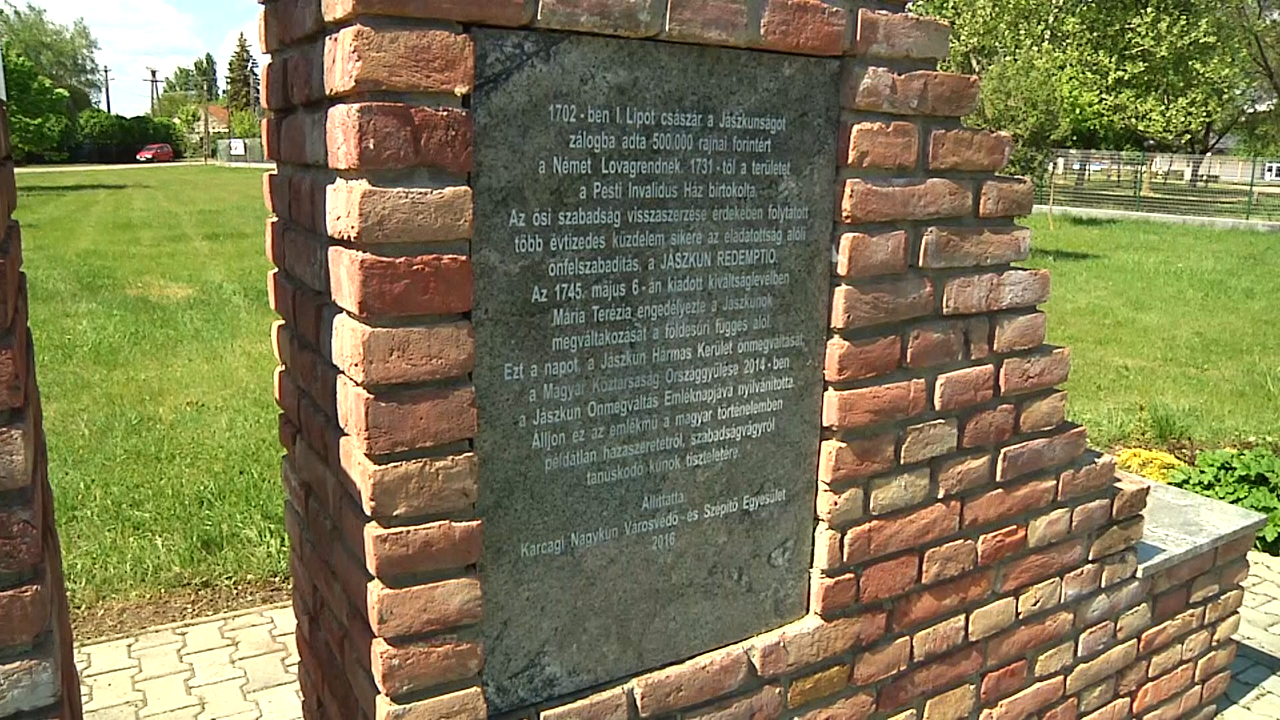 1702-ben I. Lipót császár a Jászkunságot
zálogba adta 500.000 rajnai forintért
a Német Lovagrendnek. 1731-től a területet
a Pesti Invalidus Ház birtokolta.
Az ősi szabadság visszaszerzése érdekében folytatott
több évtizedes küzdelem sikere az eladatottság alóli
önfelszabadítás, a JÁSZKUN REDEMPTIO.
Az 1745. május 6-án kiadott kiváltságlevelében
Mária Terézia engedélyezte a Jászkunok
megváltakozását a földesúri függés alól.
Ezt a napot, a Jászkun Hármas Kerület önmegváltását,
a Magyar Köztársaság Országgyűlése 2014-ben
a Jászkun Önmegváltás Emléknapjává nyilvánította.
Álljon ez az emlékmű a magyar történelemben
példátlan hazaszeretetről, szabadságvágyról
tanúskodó kunok tiszteletére.
Állíttatta:
Karcagi Nagykun Városvédő- és Szépítő Egyesület
2016